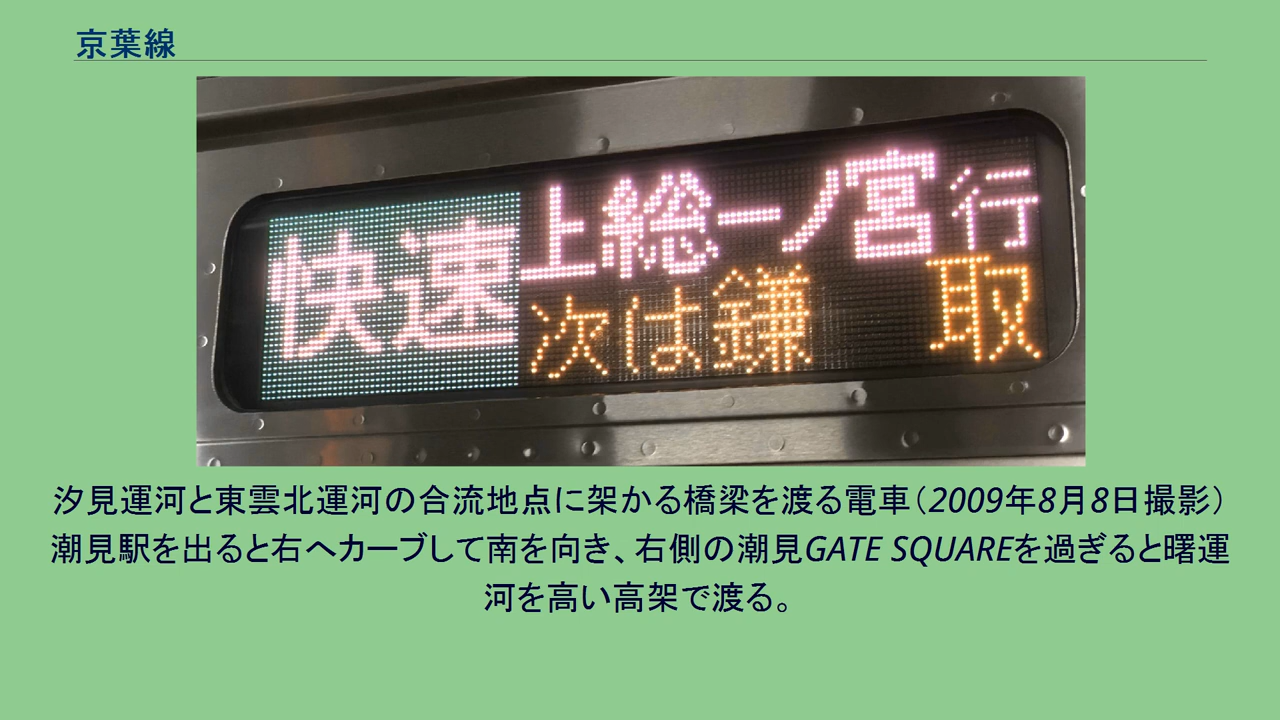 京葉線
快速 上総一ノ宮行
次は鎌 取
汐見運河と東雲北運河の合流地点に架かる橋梁を渡る電車（2009年8月8日撮影）
潮見駅を出ると右へカーブして南を向き、右側の潮見GATE SQUAREを過ぎると曙運
河を高い高架で渡る。